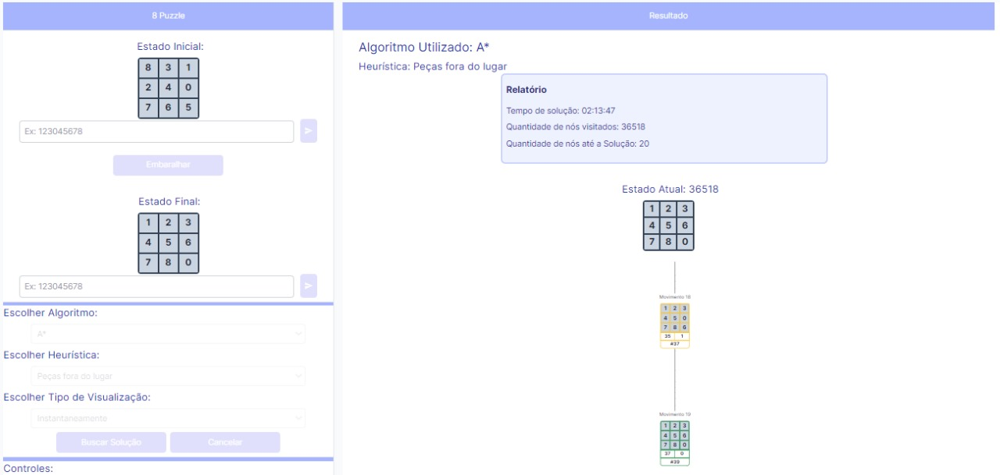 8 Puzzle
Estado Inicial:
8 3 1
2 4 0
7 6 5
Ex: 123045678
Embaralhar
Estado Final:
1 2 3
4 5 6
7 8 0
Ex: 123045678
Escolher Algoritmo:
A*
Escolher Heurística:
Peças fora do lugar
Escolher Tipo de Visualização:
Instantaneamente
Buscar Solução Cancelar
Controles:
Resultado
Algoritmo Utilizado: A*
Heurística: Peças fora do lugar
Relatório
Tempo de solução: 02:13:47
Quantidade de nós visitados: 36518
Quantidade de nós até a Solução: 20
Estado Atual: 36518
1 2 3
4 5 6
7 8 0
Movimento 18
1 2 3
4 5 0
7 8 6
35 1
#37
Movimento 19
1 2 3
4 5 6
7 8 0
37 0
#39